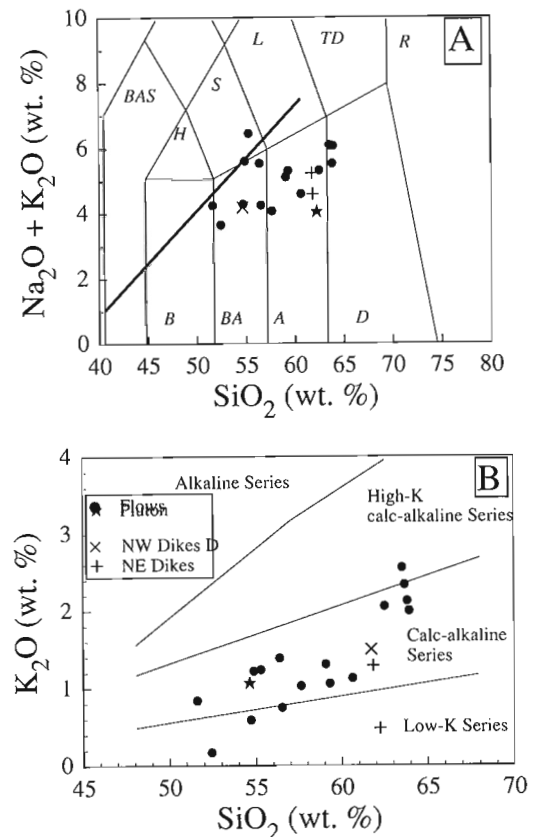 A
10
8
6
4
2
0
Na2O + K2O (wt. %)
BAS
H
S
L
TD
R
B
BA
A
D
40 45 50 55 60 65 70 75 80
SiO2 (wt. %)
B
4
3
2
1
0
K2O (wt. %)
Alkaline Series
High-K
calc-alkaline Series
Flows
Pluton
NW Dikes D
NE Dikes
Calc-alkaline
Series
Low-K Series
45 50 55 60 65 70
SiO2 (wt. %)